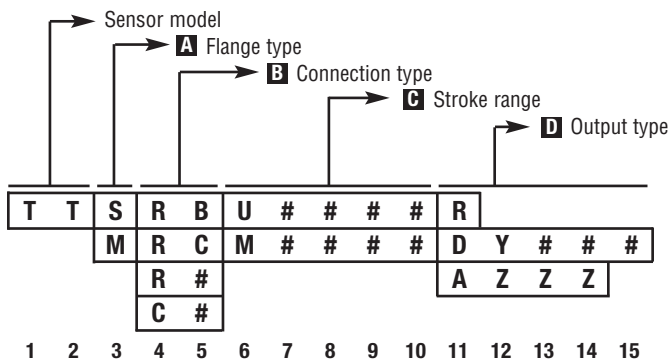 Sensor model
A Flange type
B Connection type
C Stroke range
D Output type
T T S R B U # # # # R
M R C M # # # # D Y # # #
R # A Z Z Z
C #
1 2 3 4 5 6 7 8 9 10 11 12 13 14 15